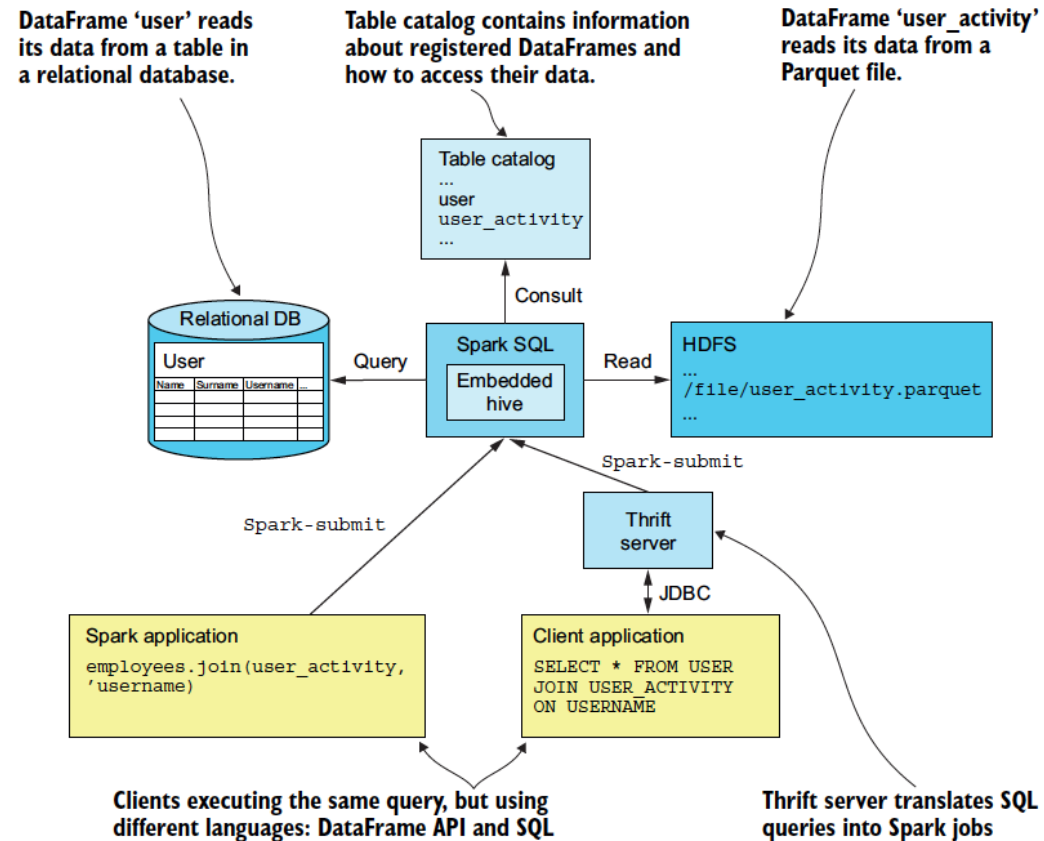 DataFrame ‘user’ reads
its data from a table in
a relational database.
Table catalog contains information
about registered DataFrames and
how to access their data.
DataFrame ‘user_activity’
reads its data from a
Parquet file.
Table catalog
...
user
user_activity
...
Consult
Relational DB
User
Name Surname Username ...
Query
Spark SQL
Embedded
hive
Read
HDFS
...
/file/user_activity.parquet
...
Spark-submit
Spark-submit
Thrift
server
JDBC
Spark application
employees.join(user_activity,
’username)
Client application
SELECT * FROM USER
JOIN USER_ACTIVITY
ON USERNAME
Clients executing the same query, but using
different languages: DataFrame API and SQL
Thrift server translates SQL
queries into Spark jobs